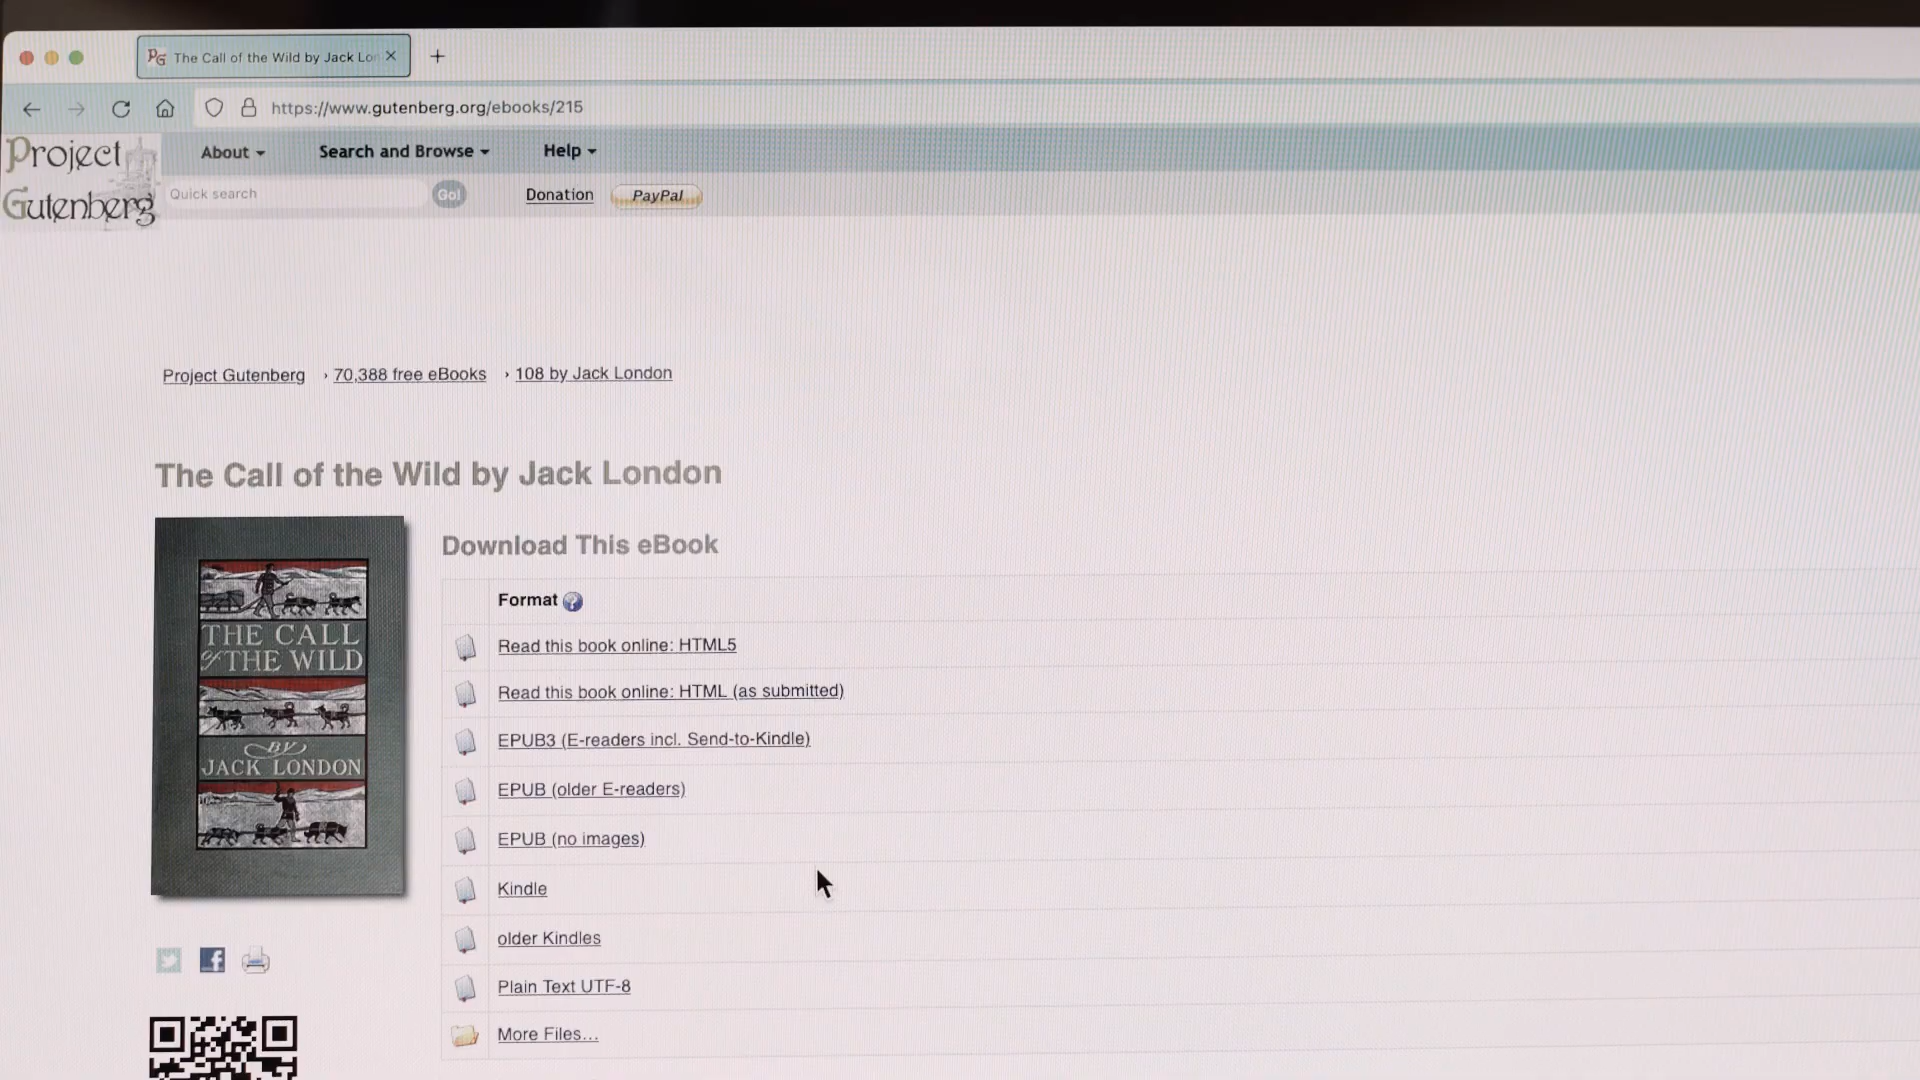 PG The Call of the Wild by Jack Lon
https://www.gutenberg.org/ebooks/215
Project
Gutenberg
About
Search and Browse
Help
Quick search
Go!
Donation
PayPal
Project Gutenberg › 70,388 free eBooks › 108 by Jack London
The Call of the Wild by Jack London
THE CALL
of THE WILD
BY
JACK LONDON
Download This eBook
Format ?
Read this book online: HTML5
Read this book online: HTML (as submitted)
EPUB3 (E-readers incl. Send-to-Kindle)
EPUB (older E-readers)
EPUB (no images)
Kindle
older Kindles
Plain Text UTF-8
More Files…
f